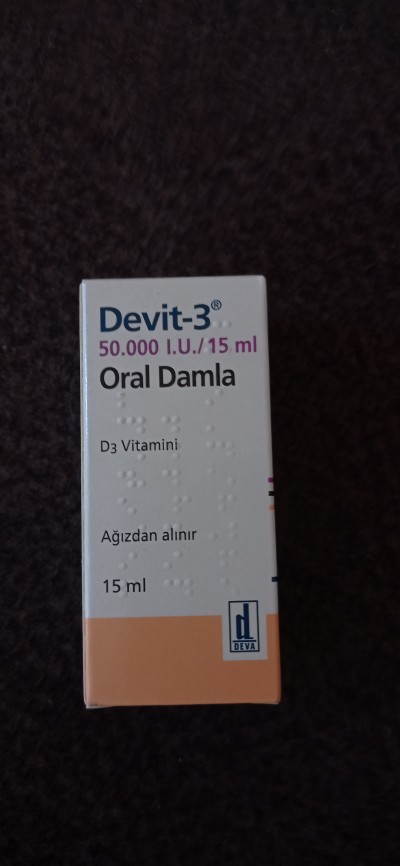 Devit-3®
50.000 I.U./15 ml
Oral Damla
D3 Vitamini
Ağızdan alınır
15 ml
d
DEVA